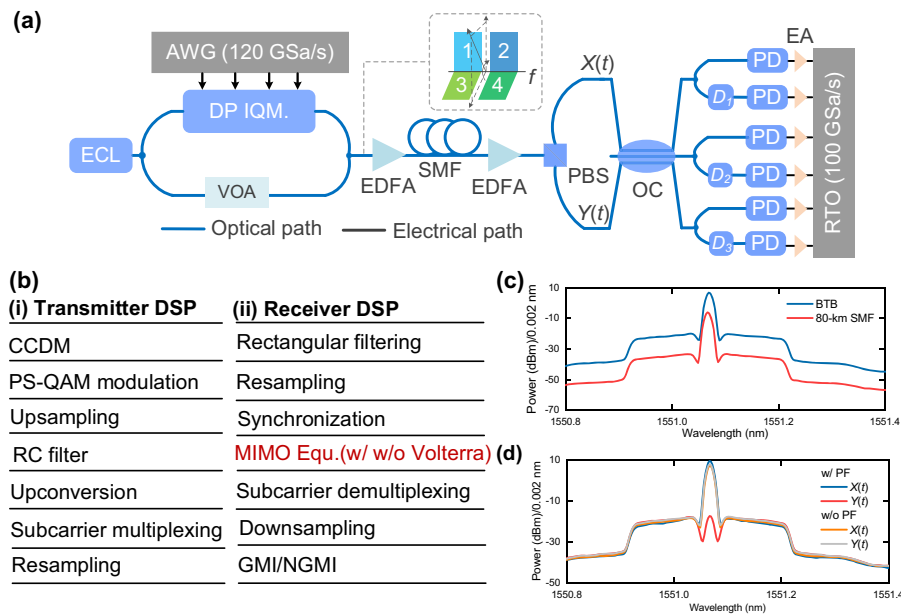 (a)
AWG (120 GSa/s)
DP IQM.
ECL
VOA
EDFA
SMF
EDFA
1 2
3 4
f
X(t)
Y(t)
PBS
OC
D1
D2
D3
PD
PD
PD
PD
PD
PD
EA
RTO (100 GSa/s)
Optical path
Electrical path
(b)
(i) Transmitter DSP
CCDM
PS-QAM modulation
Upsampling
RC filter
Upconversion
Subcarrier multiplexing
Resampling
(ii) Receiver DSP
Rectangular filtering
Resampling
Synchronization
MIMO Equ.(w/ w/o Volterra)
Subcarrier demultiplexing
Downsampling
GMI/NGMI
(c)
Power (dBm)/0.002 nm
10
-10
-30
-50
-70
1550.8 1551.0 1551.2 1551.4
Wavelength (nm)
BTB
80-km SMF
(d)
Power (dBm)/0.002 nm
10
-10
-30
-50
1550.8 1551.0 1551.2 1551.4
Wavelength (nm)
w/ PF
X(t)
Y(t)
w/o PF
X(t)
Y(t)